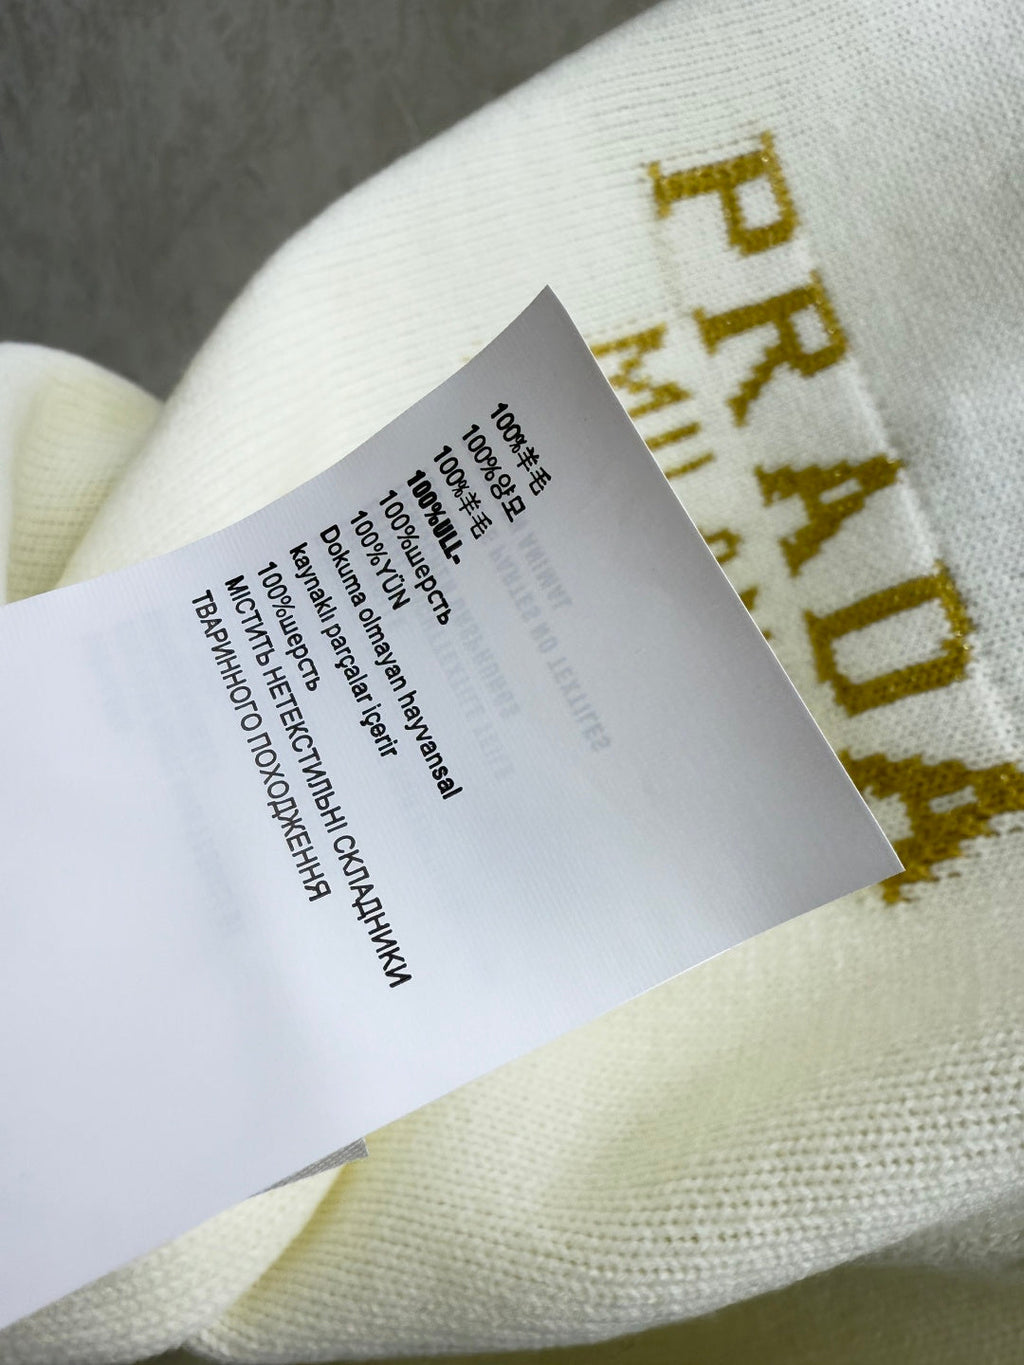 PRADA
MILANO
100%羊毛
100%양모
100%羊毛
100%ULL-
100%шерсть
100%YÜN
Dokuma olmayan hayvansal
kaynaklı parçalar içerir
100%шерсть
МІСТИТЬ НЕТЕКСТИЛЬНІ СКЛАДНИКИ
ТВАРИННОГО ПОХОДЖЕННЯ